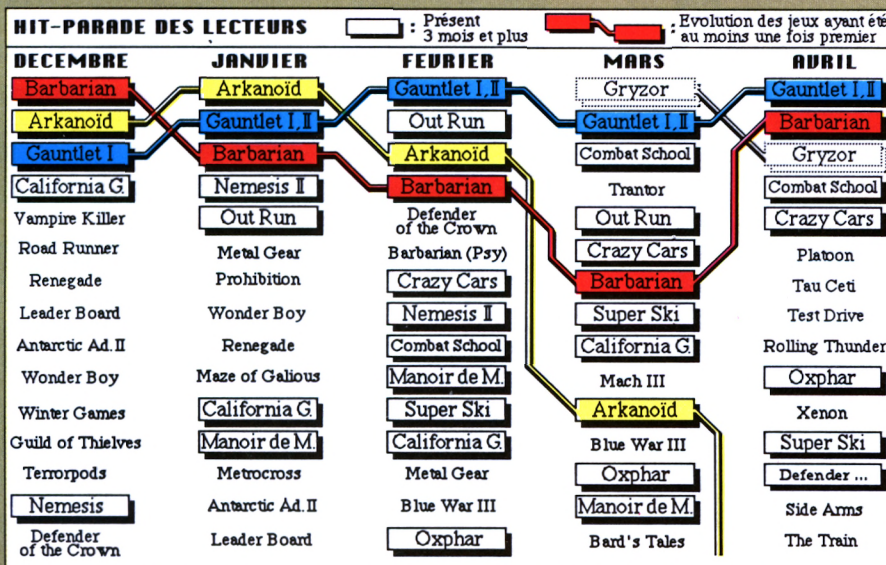 HIT-PARADE DES LECTEURS
: Présent
3 mois et plus
: Evolution des jeux ayant été
au moins une fois premier
DECEMBRE
Barbarian
Arkanoïd
Gauntlet I
California G.
Vampire Killer
Road Runner
Renegade
Leader Board
Antarctic Ad. II
Wonder Boy
Winter Games
Guild of Thielves
Terrorpods
Nemesis
Defender
of the Crown
JANVIER
Arkanoïd
Gauntlet I, II
Barbarian
Nemesis II
Out Run
Metal Gear
Prohibition
Wonder Boy
Renegade
Maze of Galious
California G.
Manoir de M.
Metrocross
Antarctic Ad. II
Leader Board
FEVRIER
Gauntlet I, II
Out Run
Arkanoïd
Barbarian
Defender
of the Crown
Barbarian (Psy)
Crazy Cars
Nemesis II
Combat School
Manoir de M.
Super Ski
California G.
Metal Gear
Blue War III
Oxphar
MARS
Gryzor
Gauntlet I, II
Combat School
Trantor
Out Run
Crazy Cars
Barbarian
Super Ski
California G.
Mach III
Arkanoïd
Blue War III
Oxphar
Manoir de M.
Bard's Tales
AVRIL
Gauntlet I, II
Barbarian
Gryzor
Combat School
Crazy Cars
Platoon
Tau Ceti
Test Drive
Rolling Thunder
Oxphar
Xenon
Super Ski
Defender ...
Side Arms
The Train